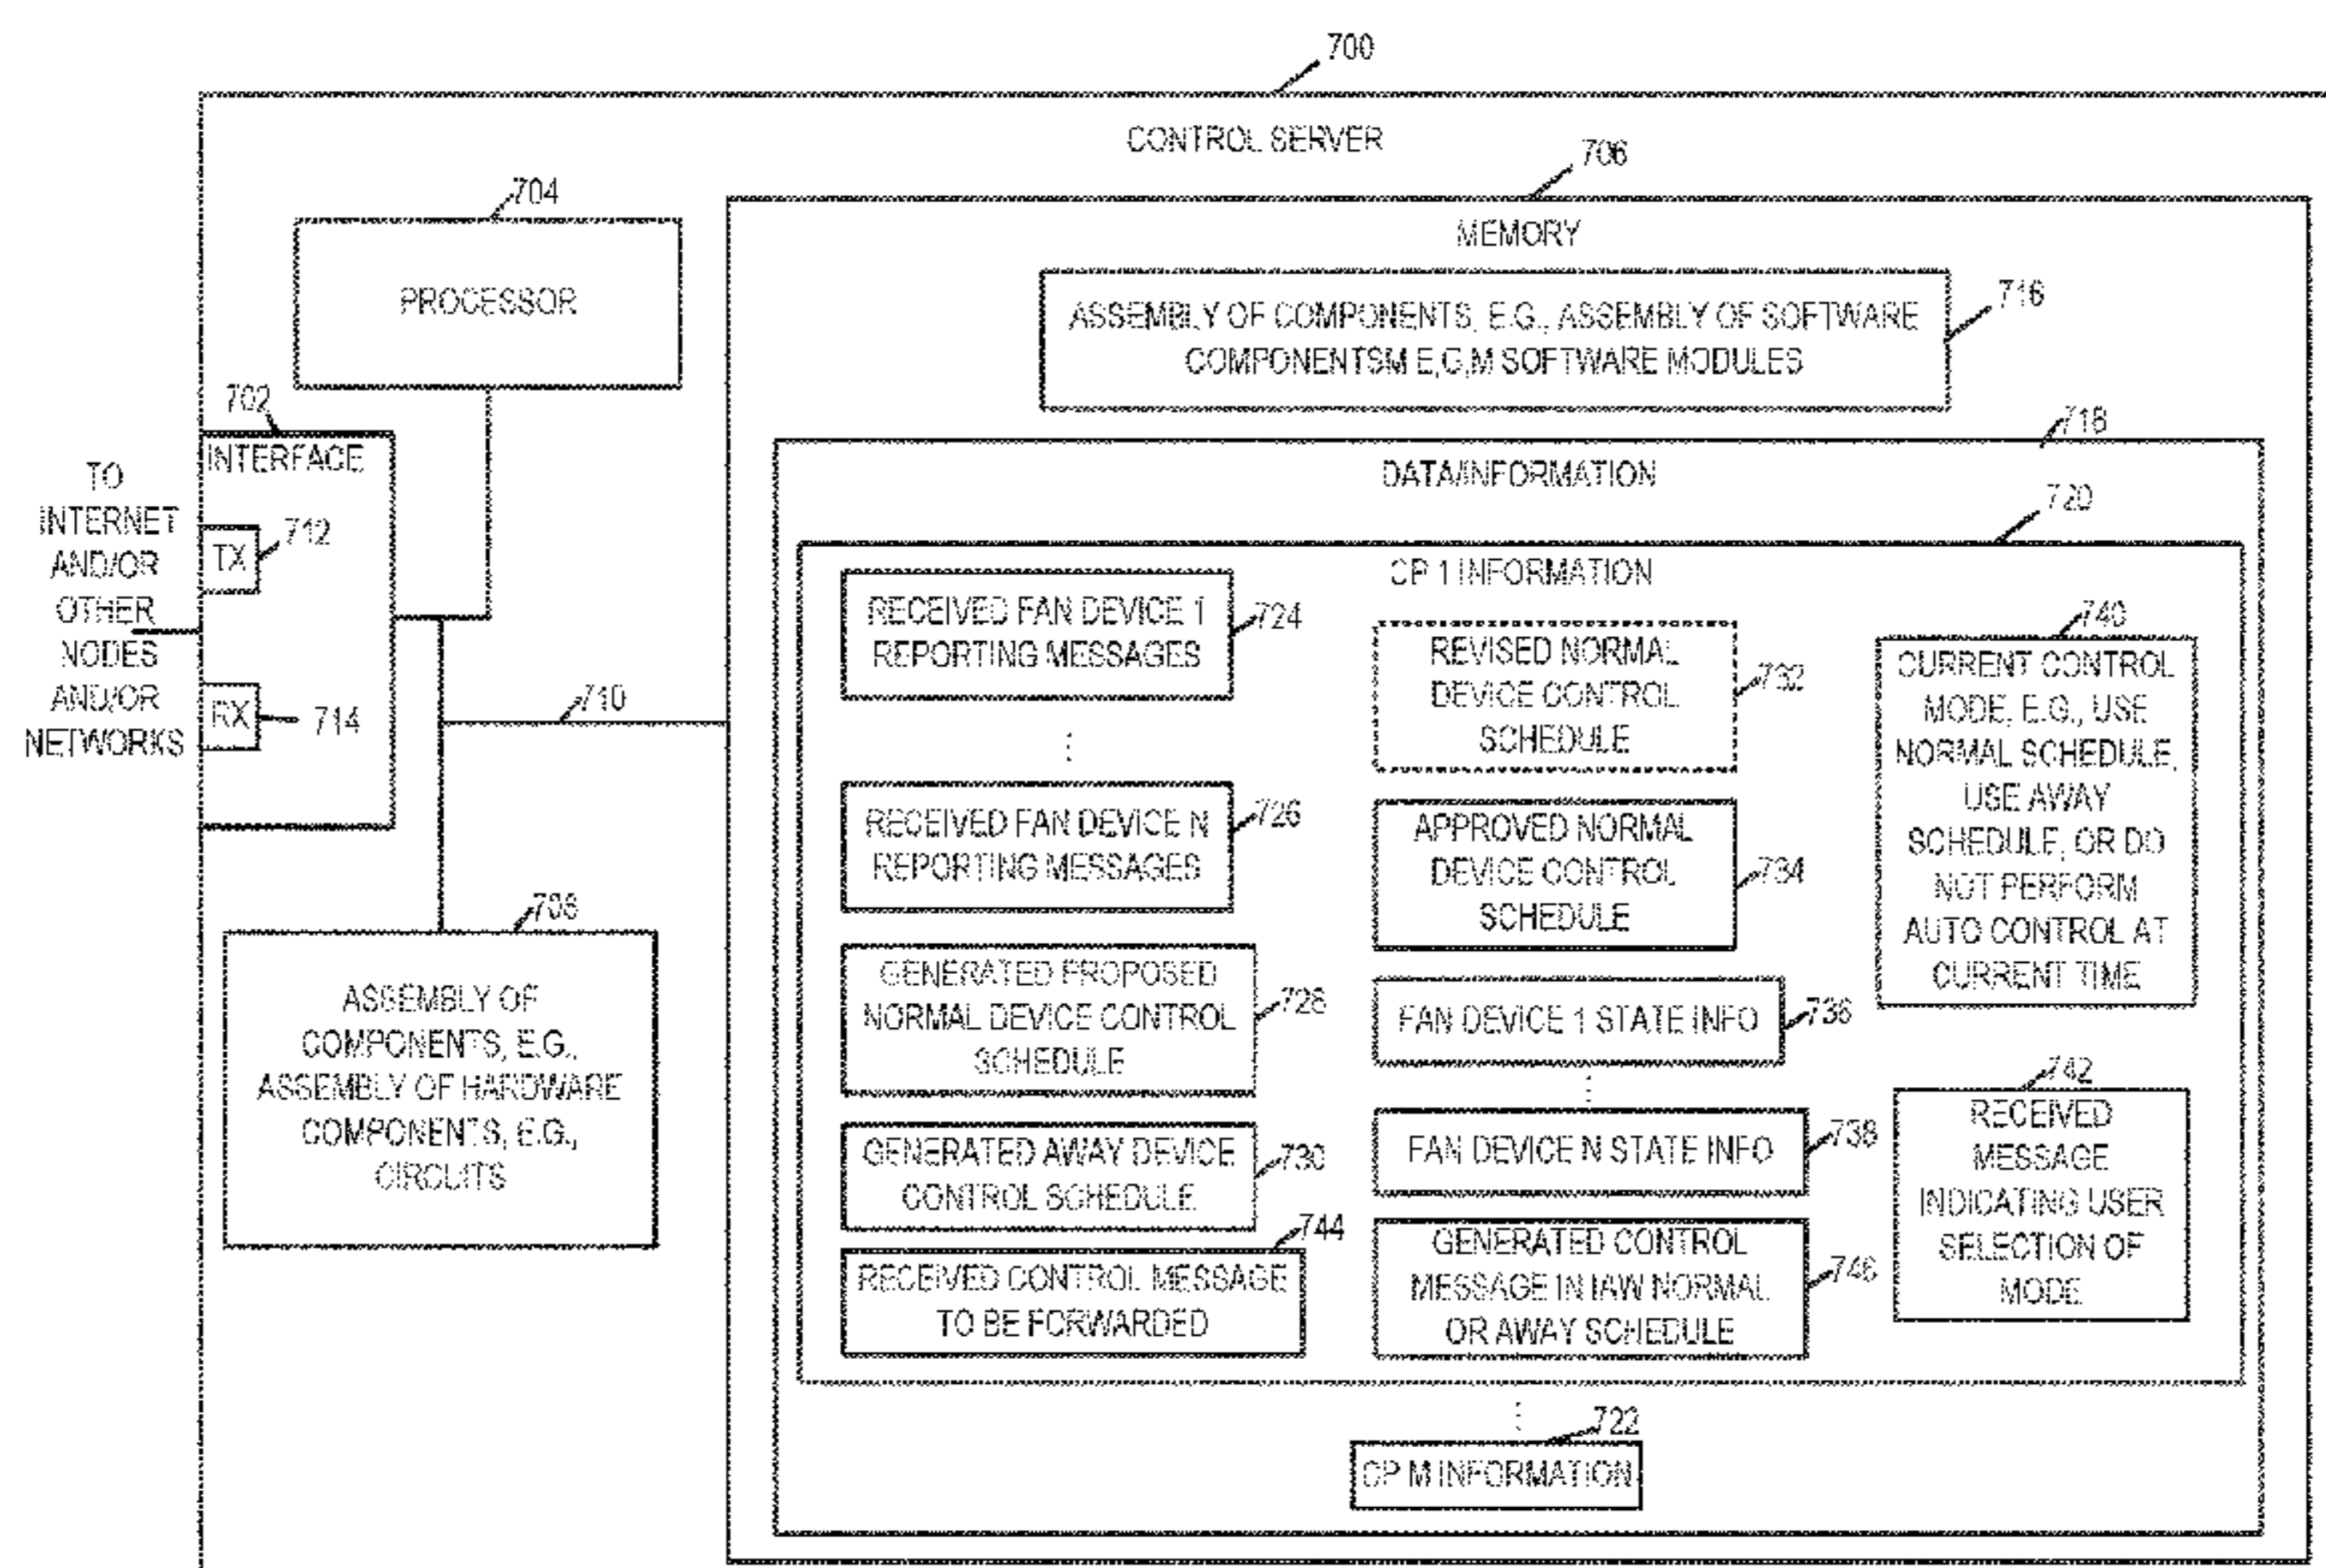 700
CONTROL SERVER
706
704
MEMORY
PROCESSOR
716
ASSEMBLY OF COMPONENTS, E.G., ASSEMBLY OF SOFTWARE
COMPONENTSM E,G,M SOFTWARE MODULES
702
INTERFACE
TO
INTERNET
AND/OR
OTHER
NODES
AND/OR
NETWORKS
TX
712
RX
714
710
708
ASSEMBLY OF
COMPONENTS, E.G.,
ASSEMBLY OF HARDWARE
COMPONENTS, E.G.,
CIRCUITS
718
DATA/INFORMATION
720
CP 1 INFORMATION
RECEIVED FAN DEVICE 1
REPORTING MESSAGES
724
RECEIVED FAN DEVICE N
REPORTING MESSAGES
726
GENERATED PROPOSED
NORMAL DEVICE CONTROL
SCHEDULE
728
GENERATED AWAY DEVICE
CONTROL SCHEDULE
730
744
RECEIVED CONTROL MESSAGE
TO BE FORWARDED
REVISED NORMAL
DEVICE CONTROL
SCHEDULE
732
APPROVED NORMAL
DEVICE CONTROL
SCHEDULE
734
FAN DEVICE 1 STATE INFO
736
FAN DEVICE N STATE INFO
738
GENERATED CONTROL
MESSAGE IN IAW NORMAL
OR AWAY SCHEDULE
746
740
CURRENT CONTROL
MODE, E.G., USE
NORMAL SCHEDULE,
USE AWAY
SCHEDULE, OR DO
NOT PERFORM
AUTO CONTROL AT
CURRENT TIME
742
RECEIVED
MESSAGE
INDICATING USER
SELECTION OF
MODE
722
CP M INFORMATION